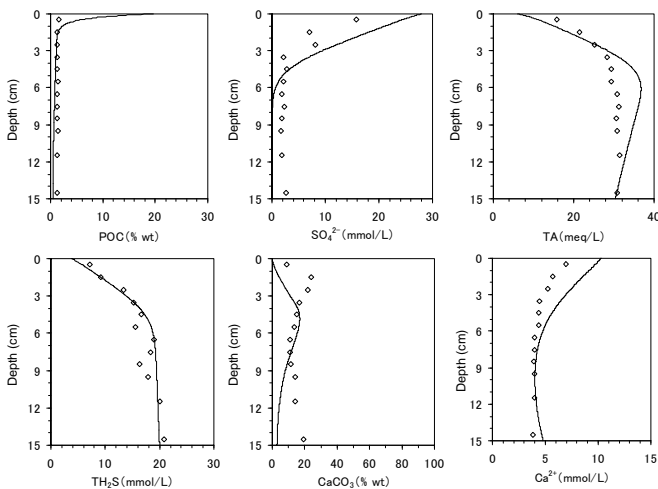 0 0 0
3 3 3
6 6 6
9 9 9
12 12 12
15 15 15
Depth (cm) Depth (cm) Depth (cm)
0 10 20 30 0 10 20 30 0 20 40
POC(% wt) SO₄²⁻(mmol/L) TA(meq/L)
0 0 0
3 3 3
6 6 6
9 9 9
12 12 12
15 15 15
Depth (cm) Depth (cm) Depth (cm)
0 10 20 30 0 20 40 60 80 100 0 5 10 15
TH₂S(mmol/L) CaCO₃(% wt) Ca²⁺(mmol/L)